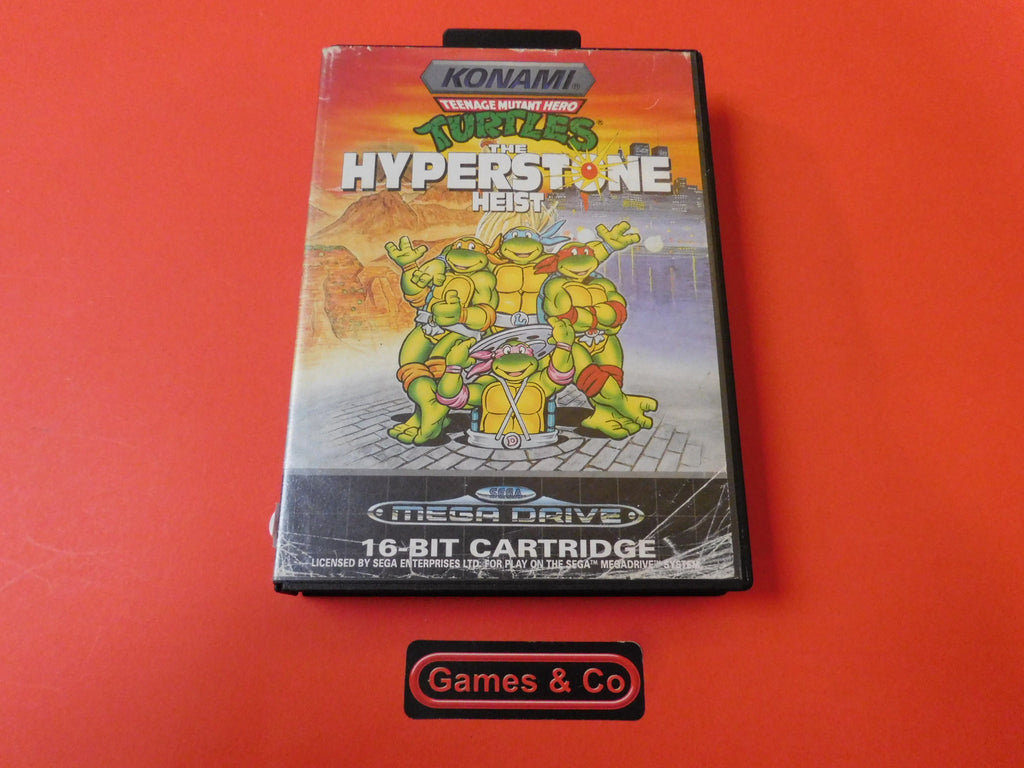 KONAMI®
TEENAGE MUTANT HERO
TURTLES®
THE
HYPERSTONE
HEIST
L
D
SEGA
MEGA DRIVE
16-BIT CARTRIDGE
LICENSED BY SEGA ENTERPRISES LTD. FOR PLAY ON THE SEGA™ MEGADRIVE™ SYSTEM.
Games & Co